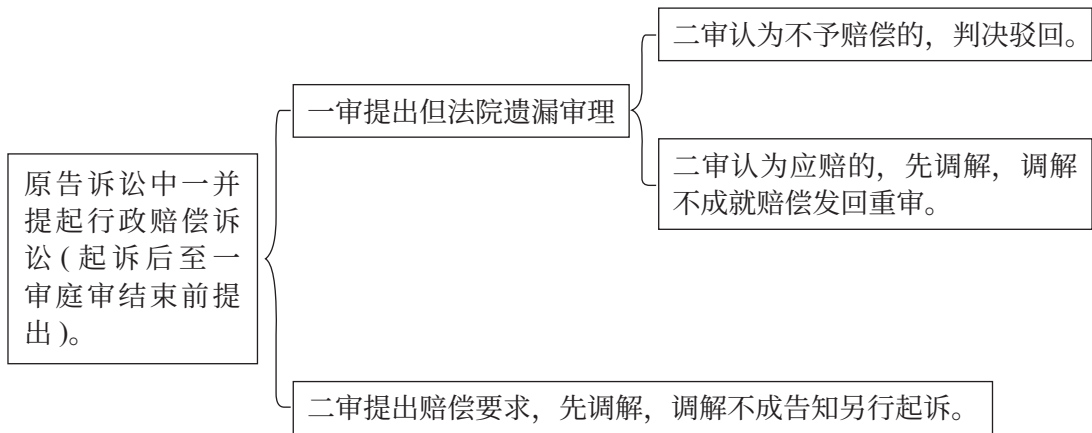 原告诉讼中一并
提起行政赔偿诉
讼(起诉后至一
审庭审结束前提
出)。
一审提出但法院遗漏审理
二审认为不予赔偿的，判决驳回。
二审认为应赔的，先调解，调解
不成就赔偿发回重审。
二审提出赔偿要求，先调解，调解不成告知另行起诉。